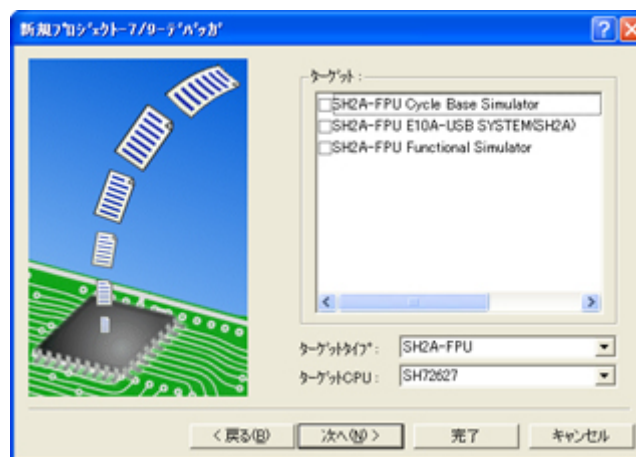 新規プロジェクト-7/9-デバッガ
ターゲット :
SH2A-FPU Cycle Base Simulator
SH2A-FPU E10A-USB SYSTEM(SH2A)
SH2A-FPU Functional Simulator
ターゲットタイプ :
SH2A-FPU
ターゲットCPU :
SH72627
< 戻る(B)
次へ(N) >
完了
キャンセル